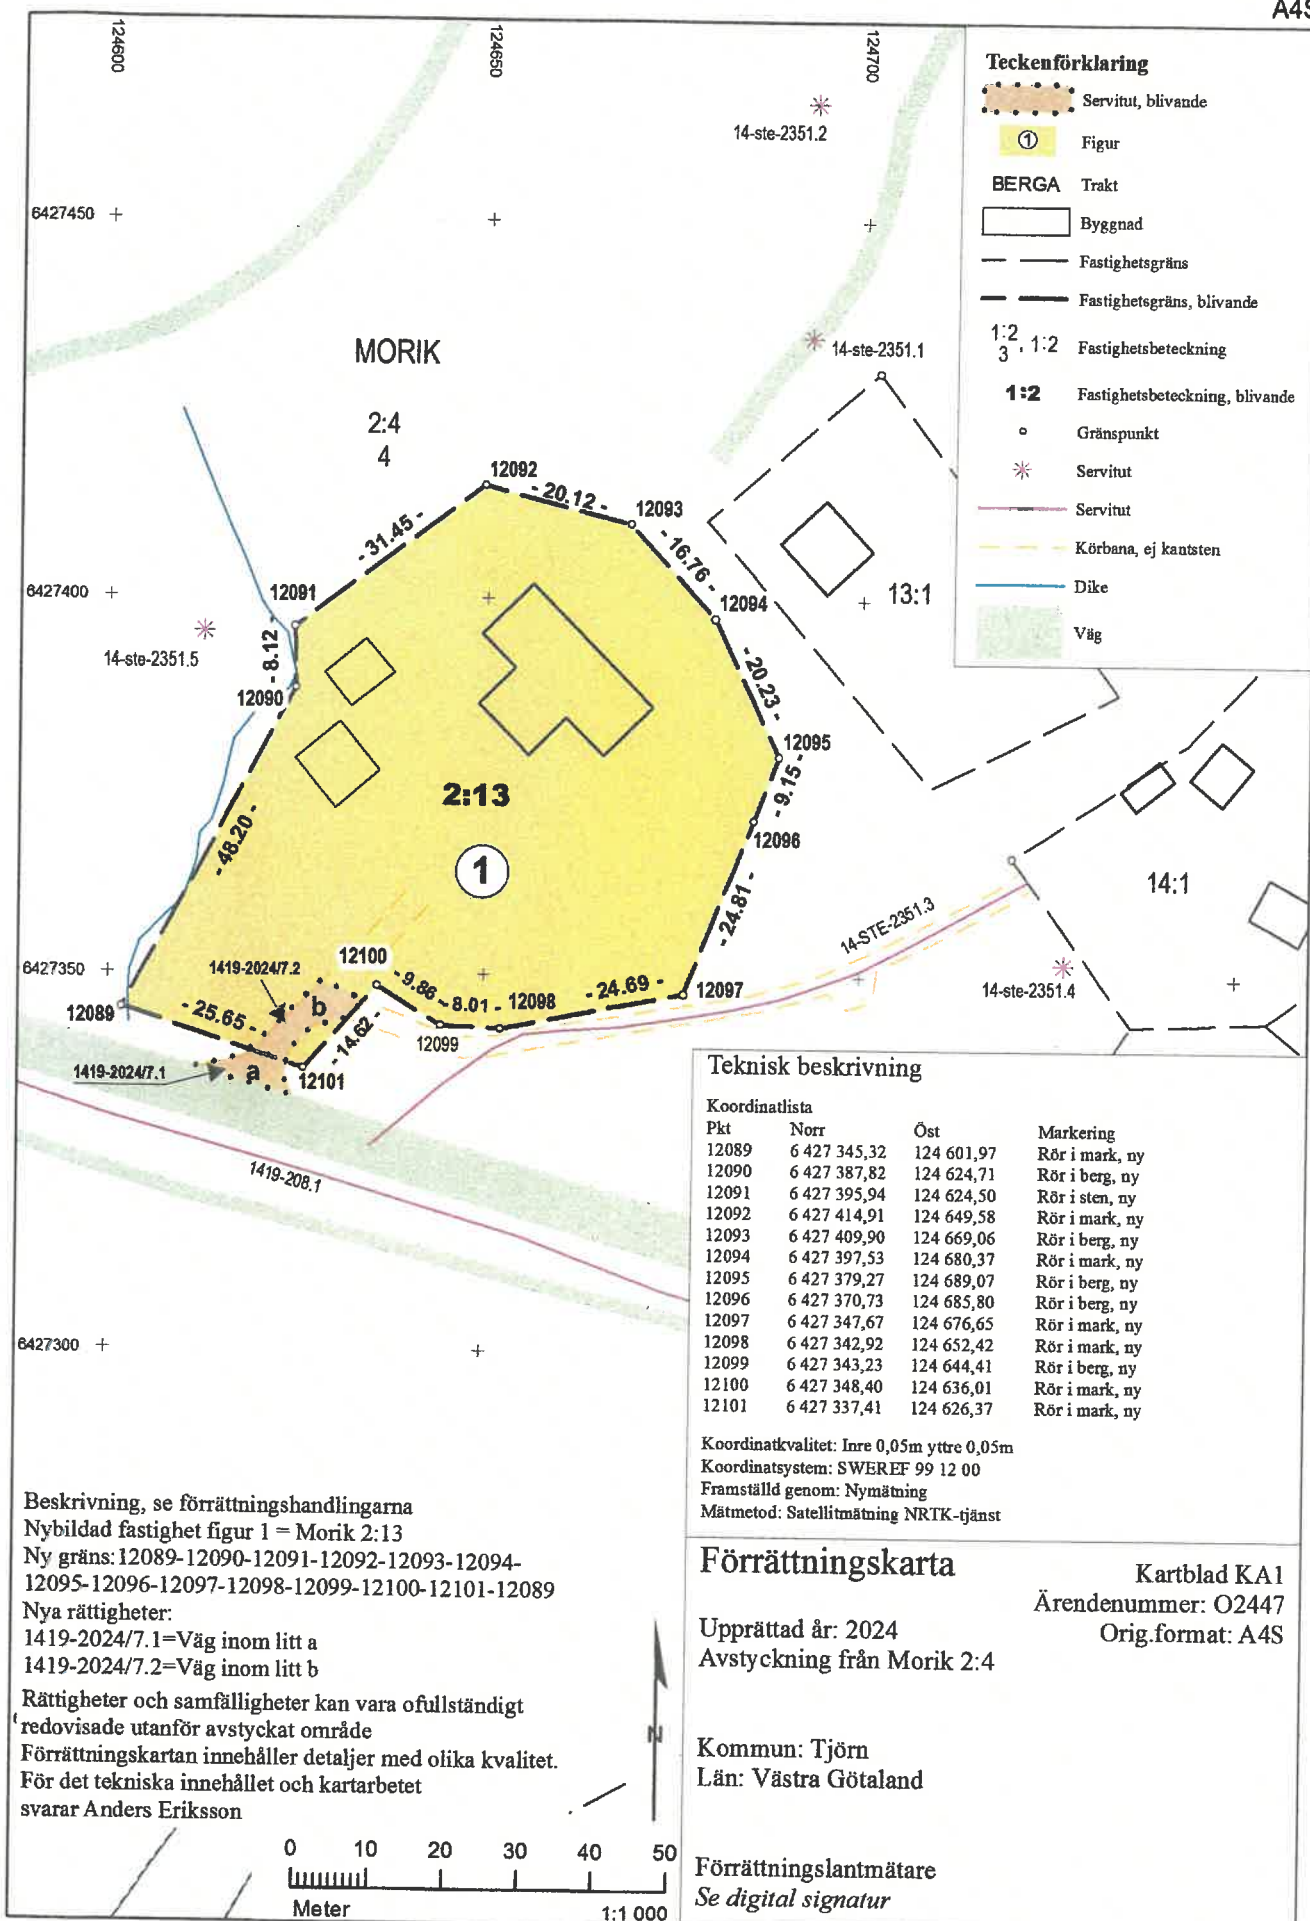 A4S
124600
124650
124700
14-ste-2351.2
6427450
MORIK
14-ste-2351.1
2:4
4
12092
- 20.12 -
12093
- 31.45 -
- 16.76 -
6427400
12091
12094
13:1
14-ste-2351.5
- 8.12 -
12090
- 20.23 -
12095
- 9.15 -
2:13
12096
- 48.20 -
1
14:1
- 24.81 -
14-STE-2351.3
12100
6427350
1419-2024/7.2
- 9.86 -
- 8.01 -
12098
- 24.69 -
12097
14-ste-2351.4
12089
- 25.65 -
b
- 14.62 -
12099
1419-2024/7.1
a
12101
1419-208.1
6427300
Teckenförklaring
Servitut, blivande
1 Figur
BERGA Trakt
Byggnad
Fastighetsgräns
Fastighetsgräns, blivande
1:2
3 , 1:2 Fastighetsbeteckning
1:2 Fastighetsbeteckning, blivande
Gränspunkt
Servitut
Servitut
Körbana, ej kantsten
Dike
Väg
Teknisk beskrivning
Koordinatlista
Pkt Norr Öst Markering
12089 6 427 345,32 124 601,97 Rör i mark, ny
12090 6 427 387,82 124 624,71 Rör i berg, ny
12091 6 427 395,94 124 624,50 Rör i sten, ny
12092 6 427 414,91 124 649,58 Rör i mark, ny
12093 6 427 409,90 124 669,06 Rör i berg, ny
12094 6 427 397,53 124 680,37 Rör i mark, ny
12095 6 427 379,27 124 689,07 Rör i berg, ny
12096 6 427 370,73 124 685,80 Rör i berg, ny
12097 6 427 347,67 124 676,65 Rör i mark, ny
12098 6 427 342,92 124 652,42 Rör i mark, ny
12099 6 427 343,23 124 644,41 Rör i berg, ny
12100 6 427 348,40 124 636,01 Rör i mark, ny
12101 6 427 337,41 124 626,37 Rör i mark, ny
Koordinatkvalitet: Inre 0,05m yttre 0,05m
Koordinatsystem: SWEREF 99 12 00
Framställd genom: Nymätning
Mätmetod: Satellitmätning NRTK-tjänst
Beskrivning, se förrättningshandlingarna
Nybildad fastighet figur 1 = Morik 2:13
Ny gräns: 12089-12090-12091-12092-12093-12094-
12095-12096-12097-12098-12099-12100-12101-12089
Nya rättigheter:
1419-2024/7.1=Väg inom litt a
1419-2024/7.2=Väg inom litt b
Rättigheter och samfälligheter kan vara ofullständigt
redovisade utanför avstyckat område
Förrättningskartan innehåller detaljer med olika kvalitet.
För det tekniska innehållet och kartarbetet
svarar Anders Eriksson
N
0 10 20 30 40 50
Meter 1:1 000
Förrättningskarta
Kartblad KA1
Ärendenummer: O2447
Orig.format: A4S
Upprättad år: 2024
Avstyckning från Morik 2:4
Kommun: Tjörn
Län: Västra Götaland
Förrättningslantmätare
Se digital signatur